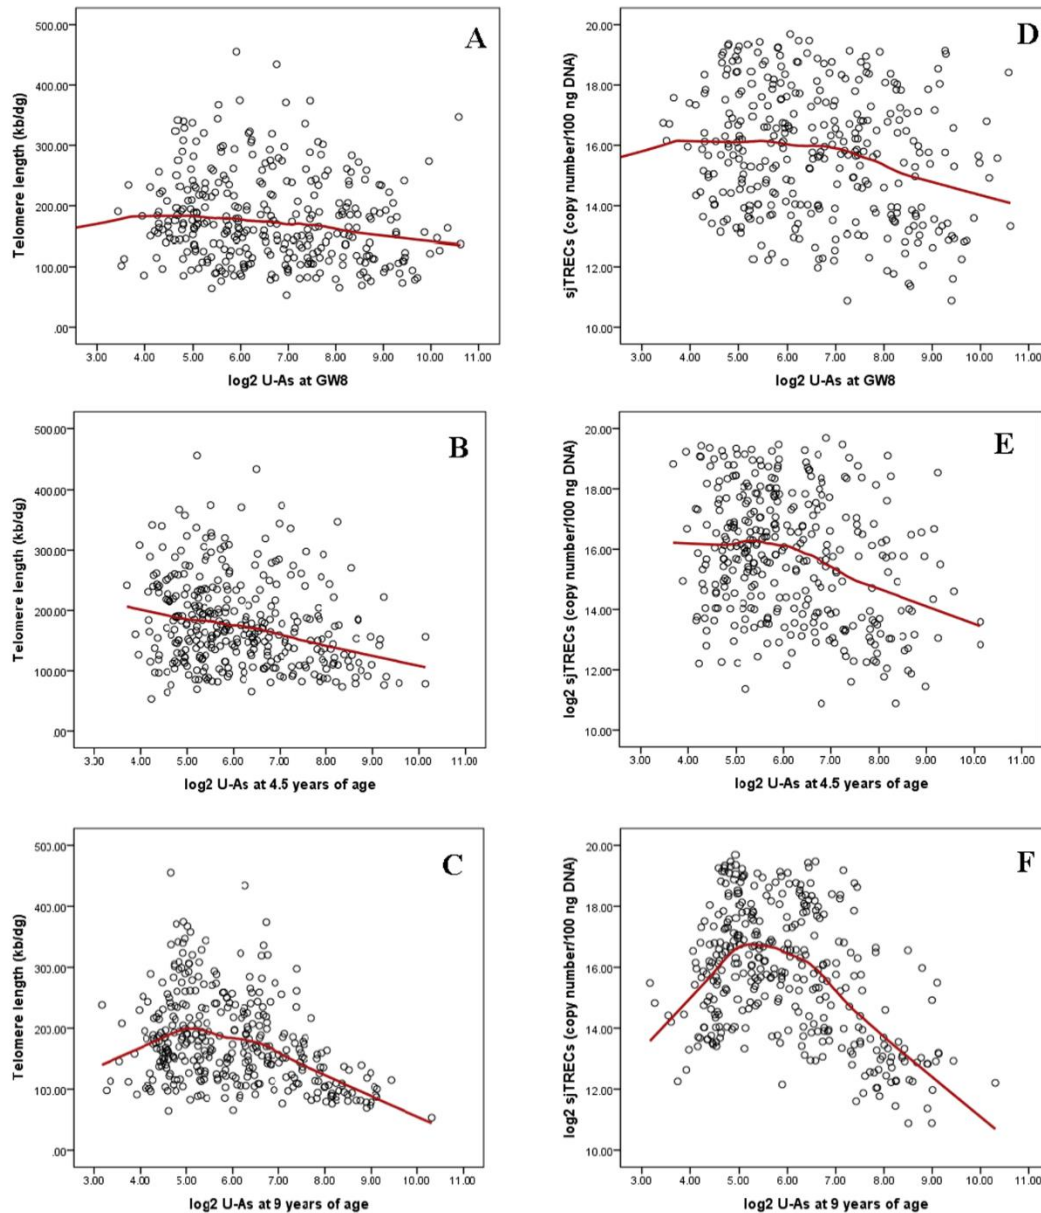 A
Telomere length (kb/dg)
500.00
400.00
300.00
200.00
100.00
.00
3.00 4.00 5.00 6.00 7.00 8.00 9.00 10.00 11.00
log2 U-As at GW8
D
sjTRECs (copy number/100 ng DNA)
20.00
18.00
16.00
14.00
12.00
10.00
3.00 4.00 5.00 6.00 7.00 8.00 9.00 10.00 11.00
log2 U-As at GW8
B
Telomere length (kb/dg)
500.00
400.00
300.00
200.00
100.00
.00
3.00 4.00 5.00 6.00 7.00 8.00 9.00 10.00 11.00
log2 U-As at 4.5 years of age
E
log2 sjTRECs (copy number/100 ng DNA)
20.00
18.00
16.00
14.00
12.00
10.00
3.00 4.00 5.00 6.00 7.00 8.00 9.00 10.00 11.00
log2 U-As at 4.5 years of age
C
Telomere length (kb/dg)
500.00
400.00
300.00
200.00
100.00
.00
3.00 4.00 5.00 6.00 7.00 8.00 9.00 10.00 11.00
log2 U-As at 9 years of age
F
log2 sjTRECs (copy number/100 ng DNA)
20.00
18.00
16.00
14.00
12.00
10.00
3.00 4.00 5.00 6.00 7.00 8.00 9.00 10.00 11.00
log2 U-As at 9 years of age